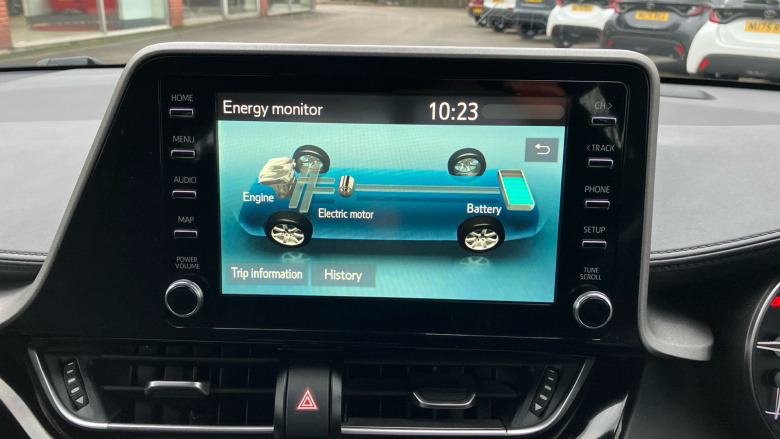 HOME
MENU
AUDIO
MAP
POWER
VOLUME
Energy monitor
10:23
Engine
Electric motor
Battery
Trip information
History
CH >
< TRACK
PHONE
SETUP
TUNE
SCROLL